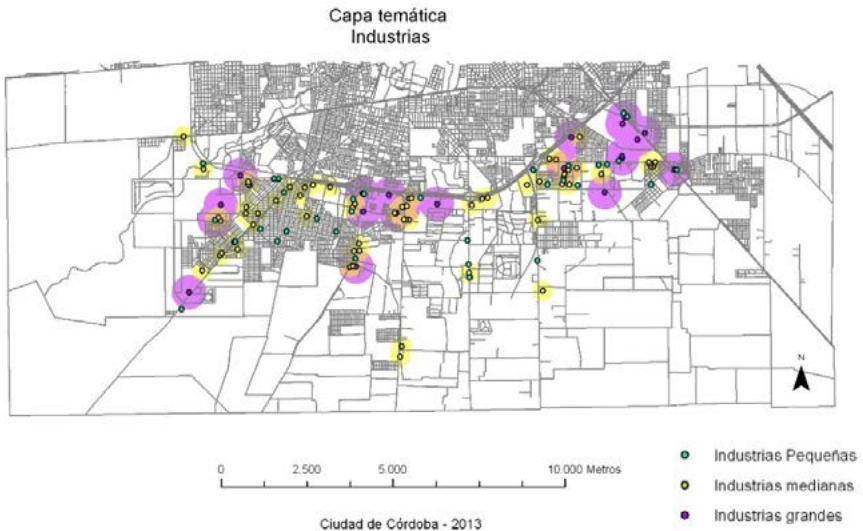 Capa temática
Industrias
N
0 2.500 5.000 10.000 Metros
Industrias Pequeñas
Industrias medianas
Industrias grandes
Ciudad de Córdoba - 2013